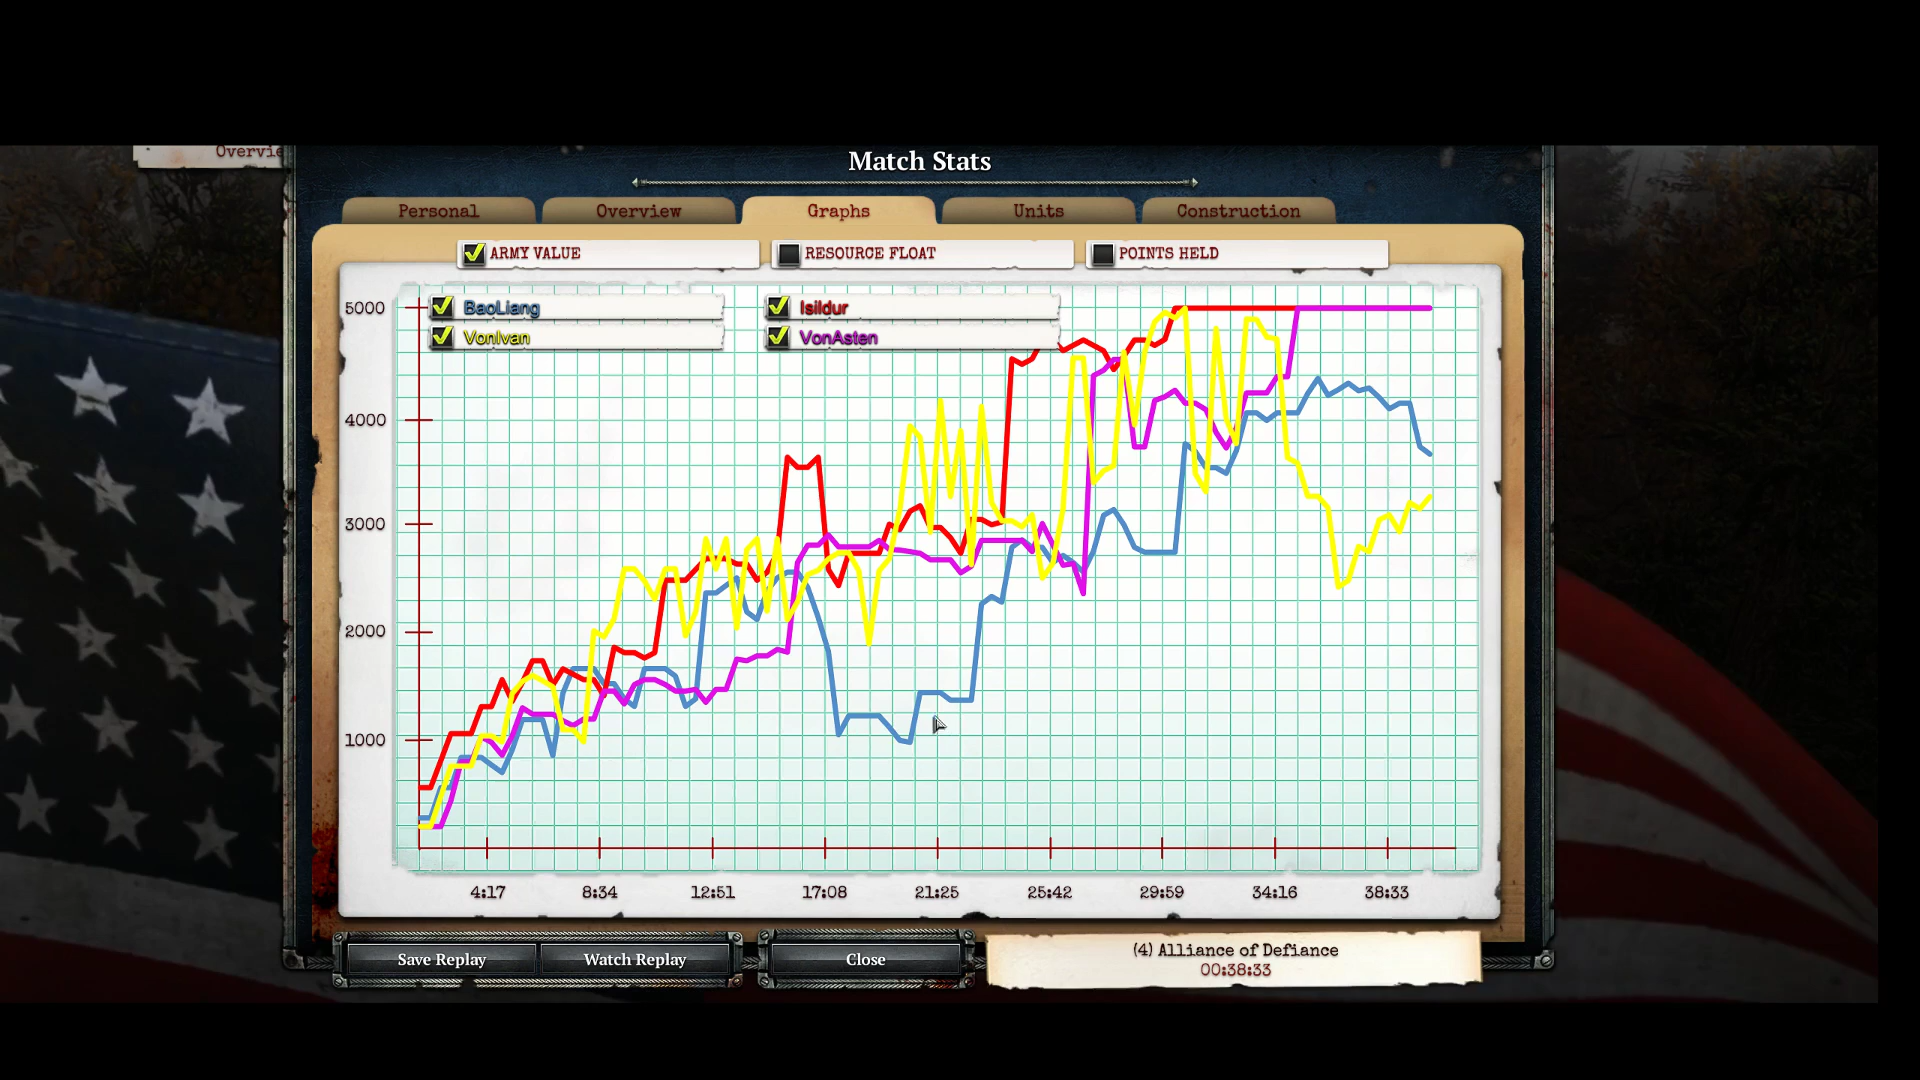 Match Stats
Personal
Overview
Graphs
Units
Construction
ARMY VALUE
RESOURCE FLOAT
POINTS HELD
BaoLiang
Isildur
VonIvan
VonAsten
5000
4000
3000
2000
1000
4:17
8:34
12:51
17:08
21:25
25:42
29:59
34:16
38:33
Save Replay
Watch Replay
Close
(4) Alliance of Defiance
00:38:33